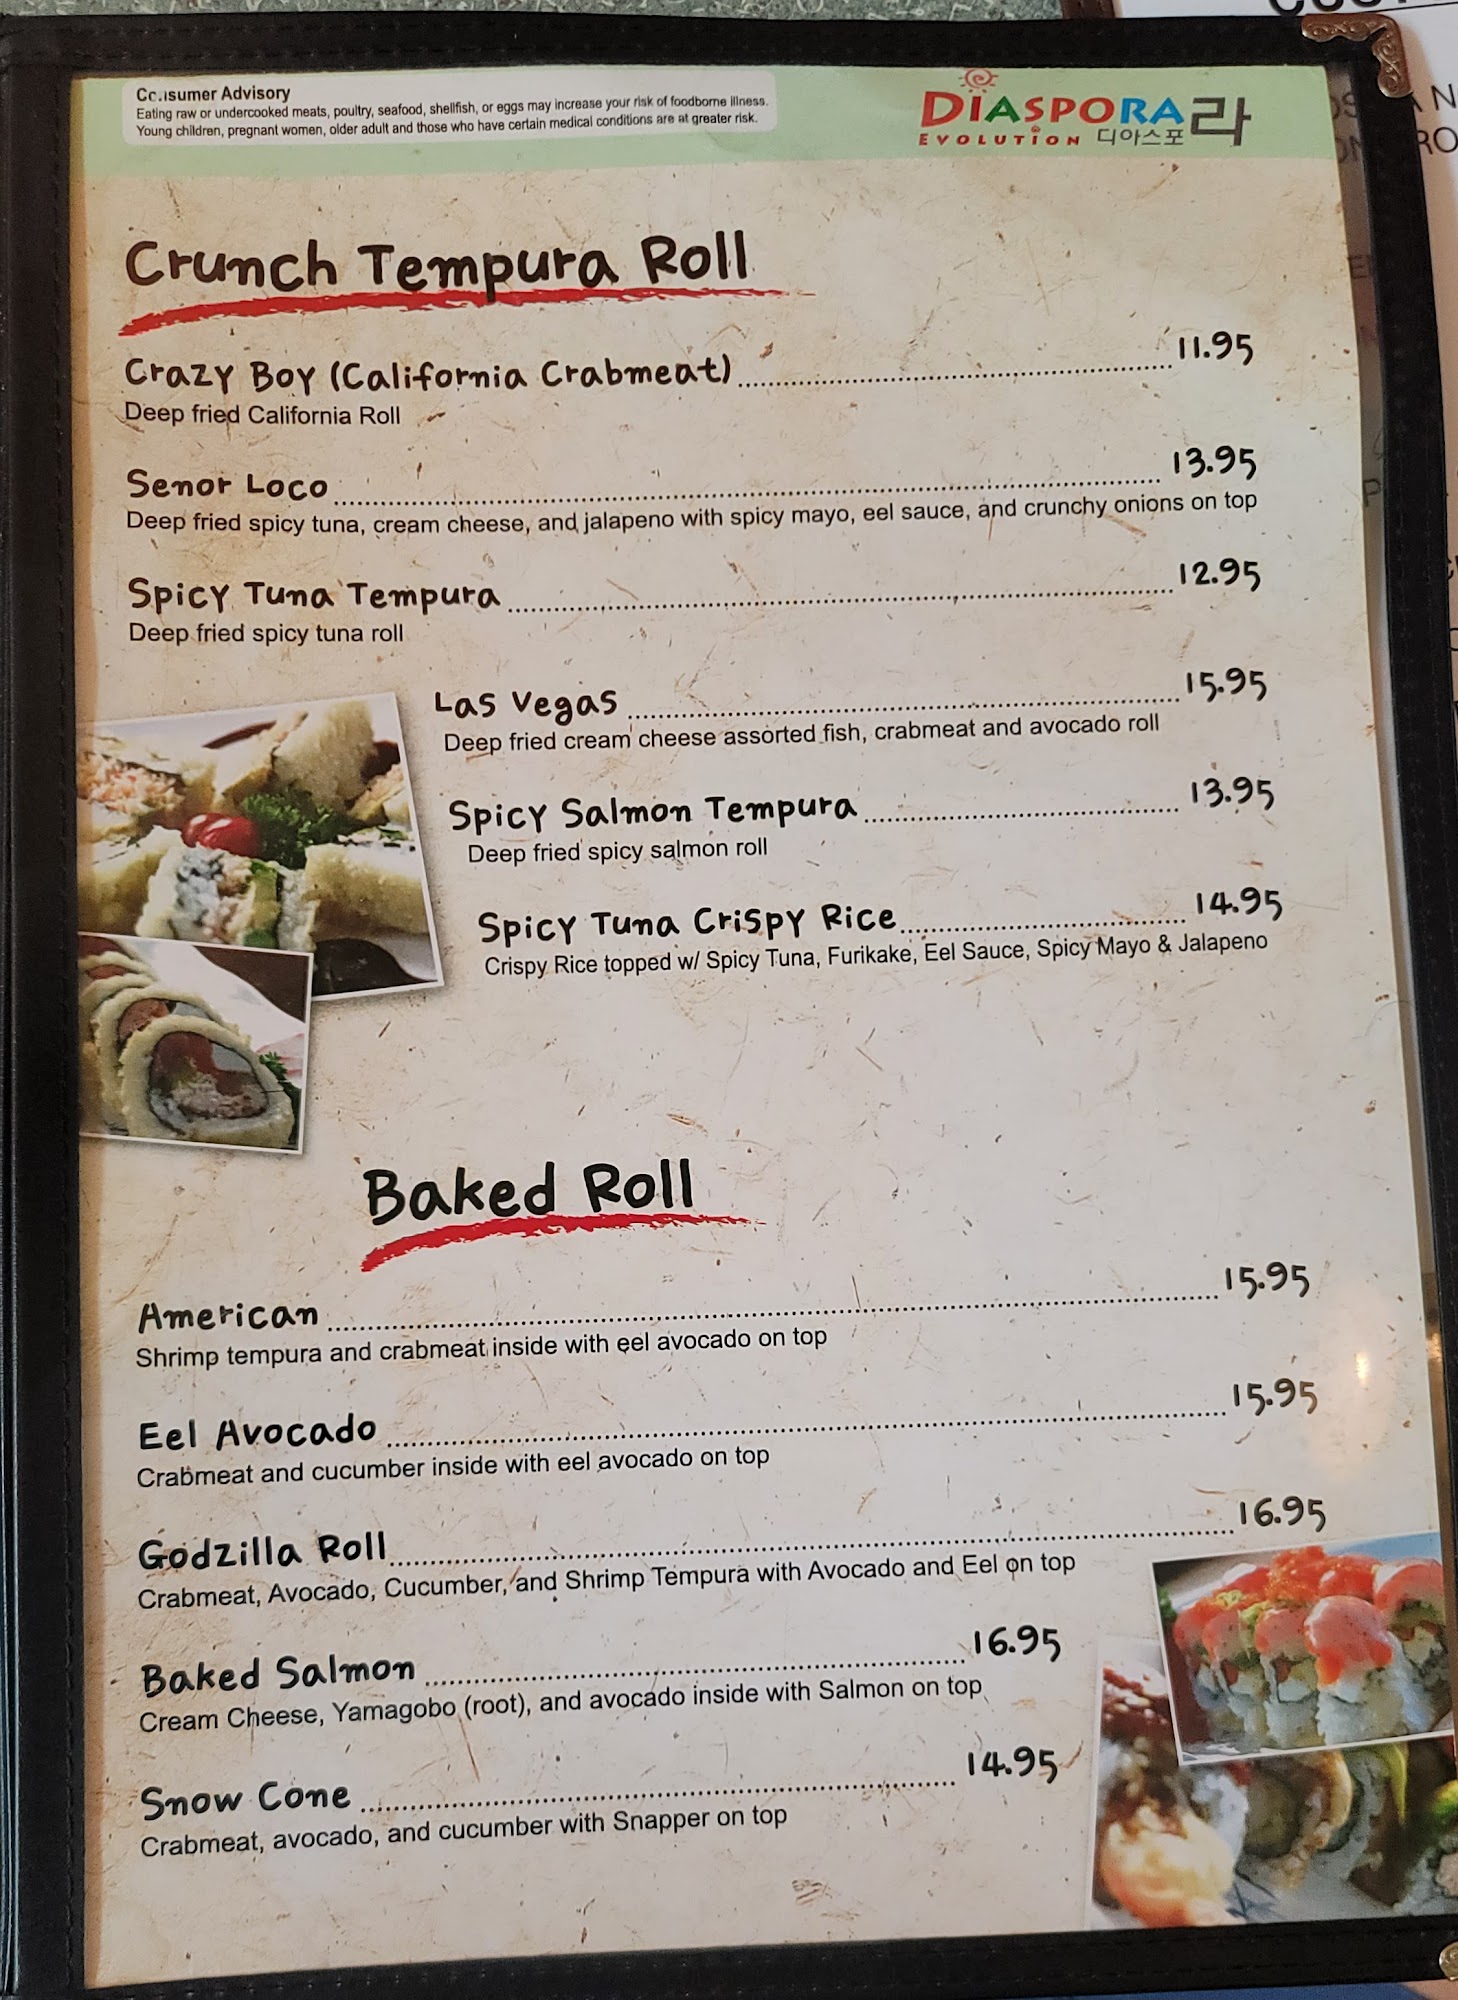 Consumer Advisory
Eating raw or undercooked meats, poultry, seafood, shellfish, or eggs may increase your risk of foodborne illness.
Young children, pregnant women, older adult and those who have certain medical conditions are at greater risk.
DIASPORA 라
EVOLUTION 디아스포
Crunch Tempura Roll
Crazy Boy (California Crabmeat) 11.95
Deep fried California Roll
Senor Loco 13.95
Deep fried spicy tuna, cream cheese, and jalapeno with spicy mayo, eel sauce, and crunchy onions on top
Spicy Tuna Tempura 12.95
Deep fried spicy tuna roll
Las Vegas 15.95
Deep fried cream cheese assorted fish, crabmeat and avocado roll
Spicy Salmon Tempura 13.95
Deep fried spicy salmon roll
Spicy Tuna Crispy Rice 14.95
Crispy Rice topped w/ Spicy Tuna, Furikake, Eel Sauce, Spicy Mayo & Jalapeno
Baked Roll
American 15.95
Shrimp tempura and crabmeat inside with eel avocado on top
Eel Avocado 15.95
Crabmeat and cucumber inside with eel avocado on top
Godzilla Roll 16.95
Crabmeat, Avocado, Cucumber, and Shrimp Tempura with Avocado and Eel on top
Baked Salmon 16.95
Cream Cheese, Yamagobo (root), and avocado inside with Salmon on top
Snow Cone 14.95
Crabmeat, avocado, and cucumber with Snapper on top